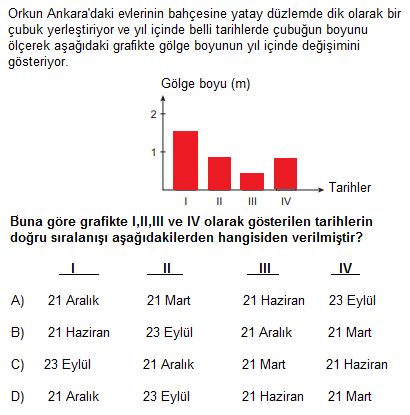 Orkun Ankara'daki evlerinin bahçesine yatay düzlemde dik olarak bir
çubuk yerleştiriyor ve yıl içinde belli tarihlerde çubuğun boyunu
ölçerek aşağıdaki grafikte gölge boyunun yıl içinde değişimini
gösteriyor.
Gölge boyu (m)
2
1
Tarihler
I II III IV
Buna göre grafikte I,II,III ve IV olarak gösterilen tarihlerin
doğru sıralanışı aşağıdakilerden hangisiden verilmiştir?
I II III IV
A) 21 Aralık 21 Mart 21 Haziran 23 Eylül
B) 21 Haziran 23 Eylül 21 Aralık 21 Mart
C) 23 Eylül 21 Aralık 21 Mart 21 Haziran
D) 21 Aralık 23 Eylül 21 Haziran 21 Mart